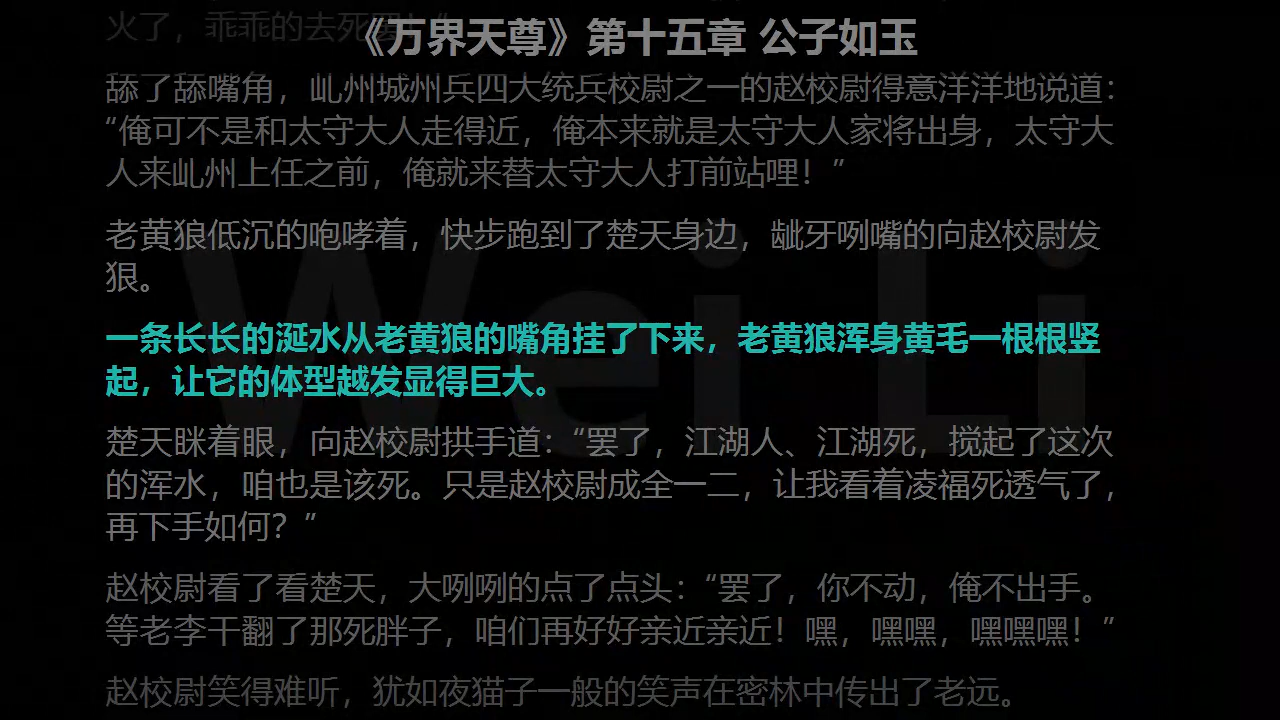 火了，乖乖的去死罢！”
《万界天尊》第十五章 公子如玉
舔了舔嘴角，乢州城州兵四大统兵校尉之一的赵校尉得意洋洋地说道：
“俺可不是和太守大人走得近，俺本来就是太守大人家将出身，太守大
人来乢州上任之前，俺就来替太守大人打前站哩！”
老黄狼低沉的咆哮着，快步跑到了楚天身边，龇牙咧嘴的向赵校尉发
狠。
一条长长的涎水从老黄狼的嘴角挂了下来，老黄狼浑身黄毛一根根竖
起，让它的体型越发显得巨大。
楚天眯着眼，向赵校尉拱手道：“罢了，江湖人、江湖死，搅起了这次
的浑水，咱也是该死。只是赵校尉成全一二，让我看着凌福死透气了，
再下手如何？”
赵校尉看了看楚天，大咧咧的点了点头：“罢了，你不动，俺不出手。
等老李干翻了那死胖子，咱们再好好亲近亲近！嘿，嘿嘿，嘿嘿嘿！”
赵校尉笑得难听，犹如夜猫子一般的笑声在密林中传出了老远。
Wei Li